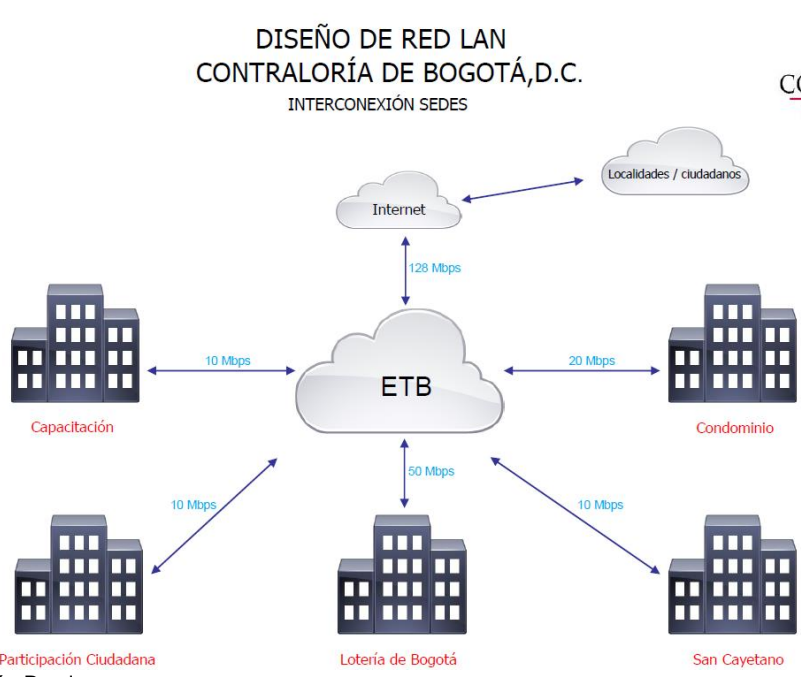 DISEÑO DE RED LAN
CONTRALORÍA DE BOGOTÁ,D.C.
INTERCONEXIÓN SEDES
Localidades / ciudadanos
Internet
128 Mbps
10 Mbps
ETB
20 Mbps
Capacitación
Condominio
50 Mbps
10 Mbps
10 Mbps
Participación Ciudadana
Lotería de Bogotá
San Cayetano